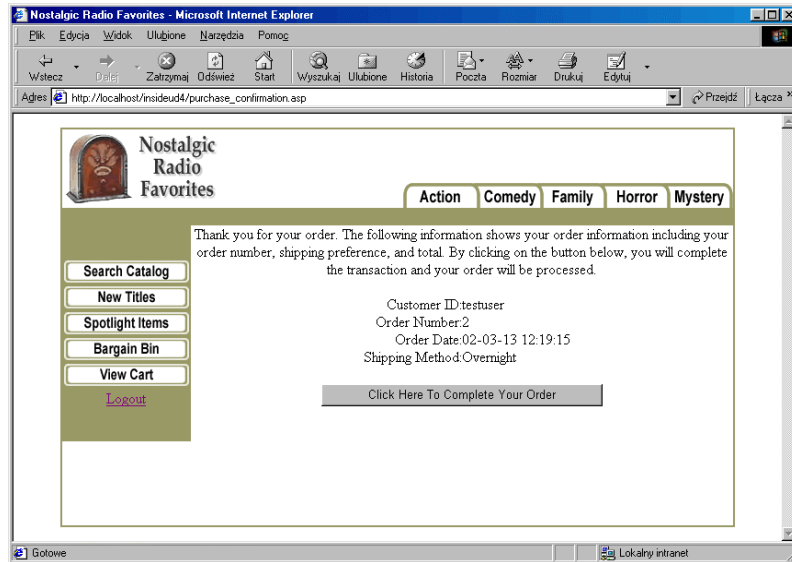 Nostalgic Radio Favorites - Microsoft Internet Explorer
Plik Edycja Widok Ulubione Narzędzia Pomoc
Wstecz Dalej Zatrzymaj Odśwież Start Wyszukaj Ulubione Historia Poczta Rozmiar Drukuj Edytuj
Adres http://localhost/insideud4/purchase_confirmation.asp Przejdź Łącza »
Nostalgic
Radio
Favorites
Action Comedy Family Horror Mystery
Thank you for your order. The following information shows your order information including your
order number, shipping preference, and total. By clicking on the button below, you will complete
the transaction and your order will be processed.
Search Catalog
New Titles
Spotlight Items
Bargain Bin
View Cart
Logout
Customer ID:testuser
Order Number:2
Order Date:02-03-13 12:19:15
Shipping Method:Overnight
Click Here To Complete Your Order
Gotowe Lokalny intranet